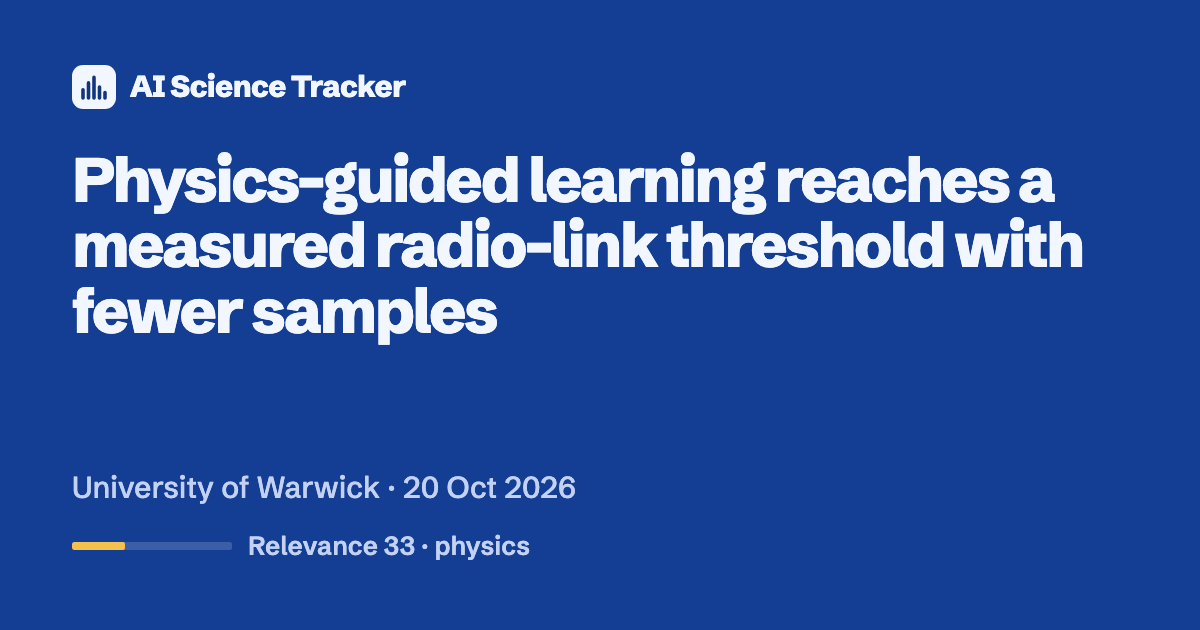 AI Science Tracker
Physics-guided learning reaches a
measured radio-link threshold with
fewer samples
University of Warwick · 20 Oct 2026
Relevance 33 · physics